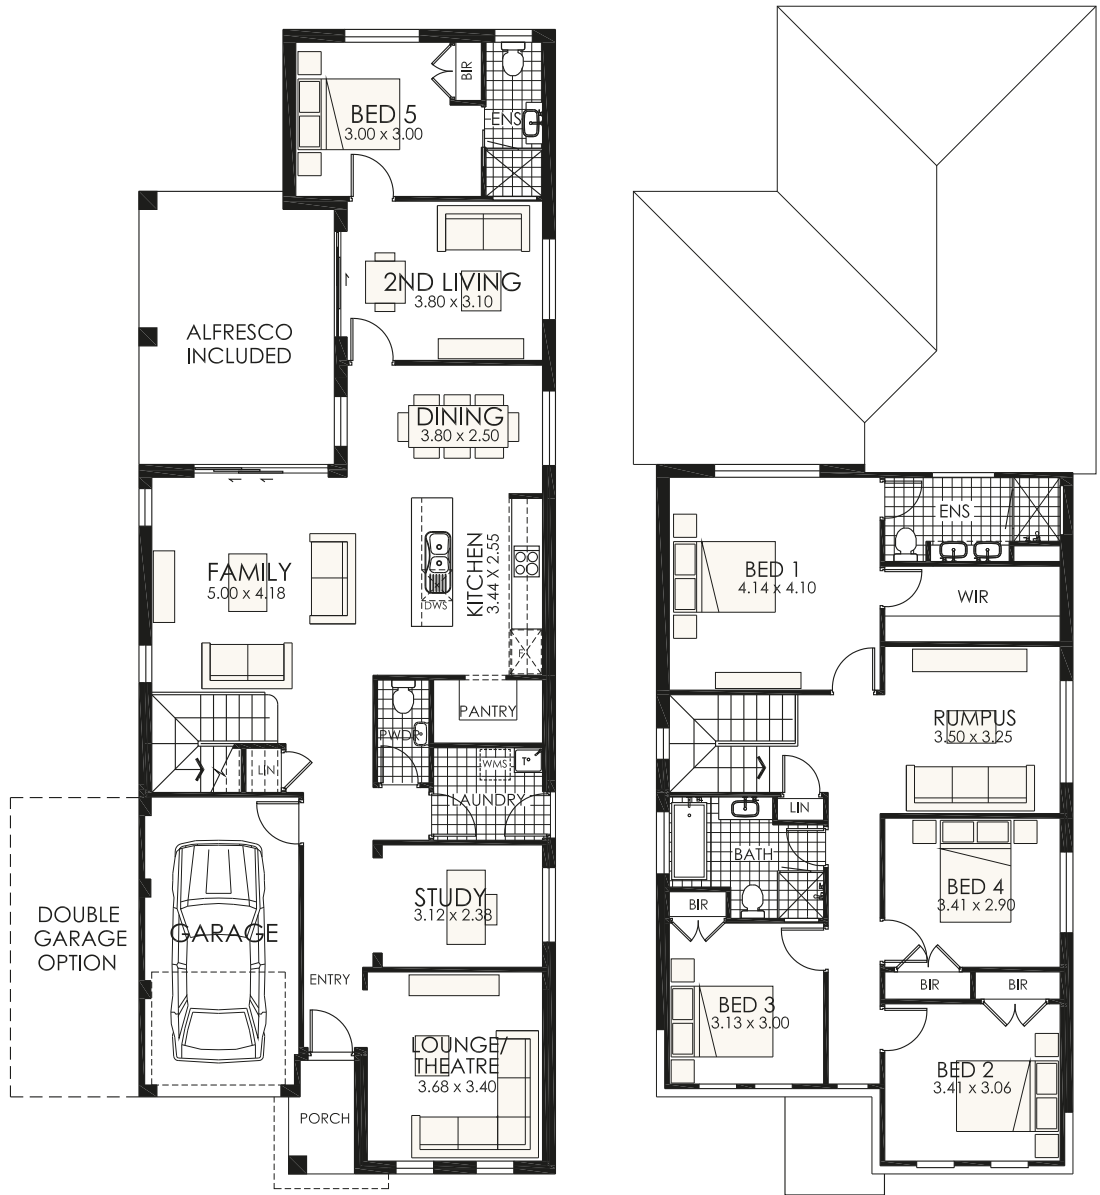 BED 5
3.00 x 3.00
BIR
ENS
2ND LIVING
3.80 x 3.10
ALFRESCO
INCLUDED
DINING
3.80 x 2.50
FAMILY
5.00 x 4.18
KITCHEN
3.44 x 2.55
DWS
PANTRY
PWDR
WMS
LIN
LAUNDRY
STUDY
3.12 x 2.38
DOUBLE
GARAGE
OPTION
GARAGE
ENTRY
LOUNGE/
THEATRE
3.68 x 3.40
PORCH
ENS
BED 1
4.14 x 4.10
WIR
RUMPUS
3.50 x 3.25
LIN
BATH
BED 4
3.41 x 2.90
BIR
BIR
BIR
BED 3
3.13 x 3.00
BED 2
3.41 x 3.06